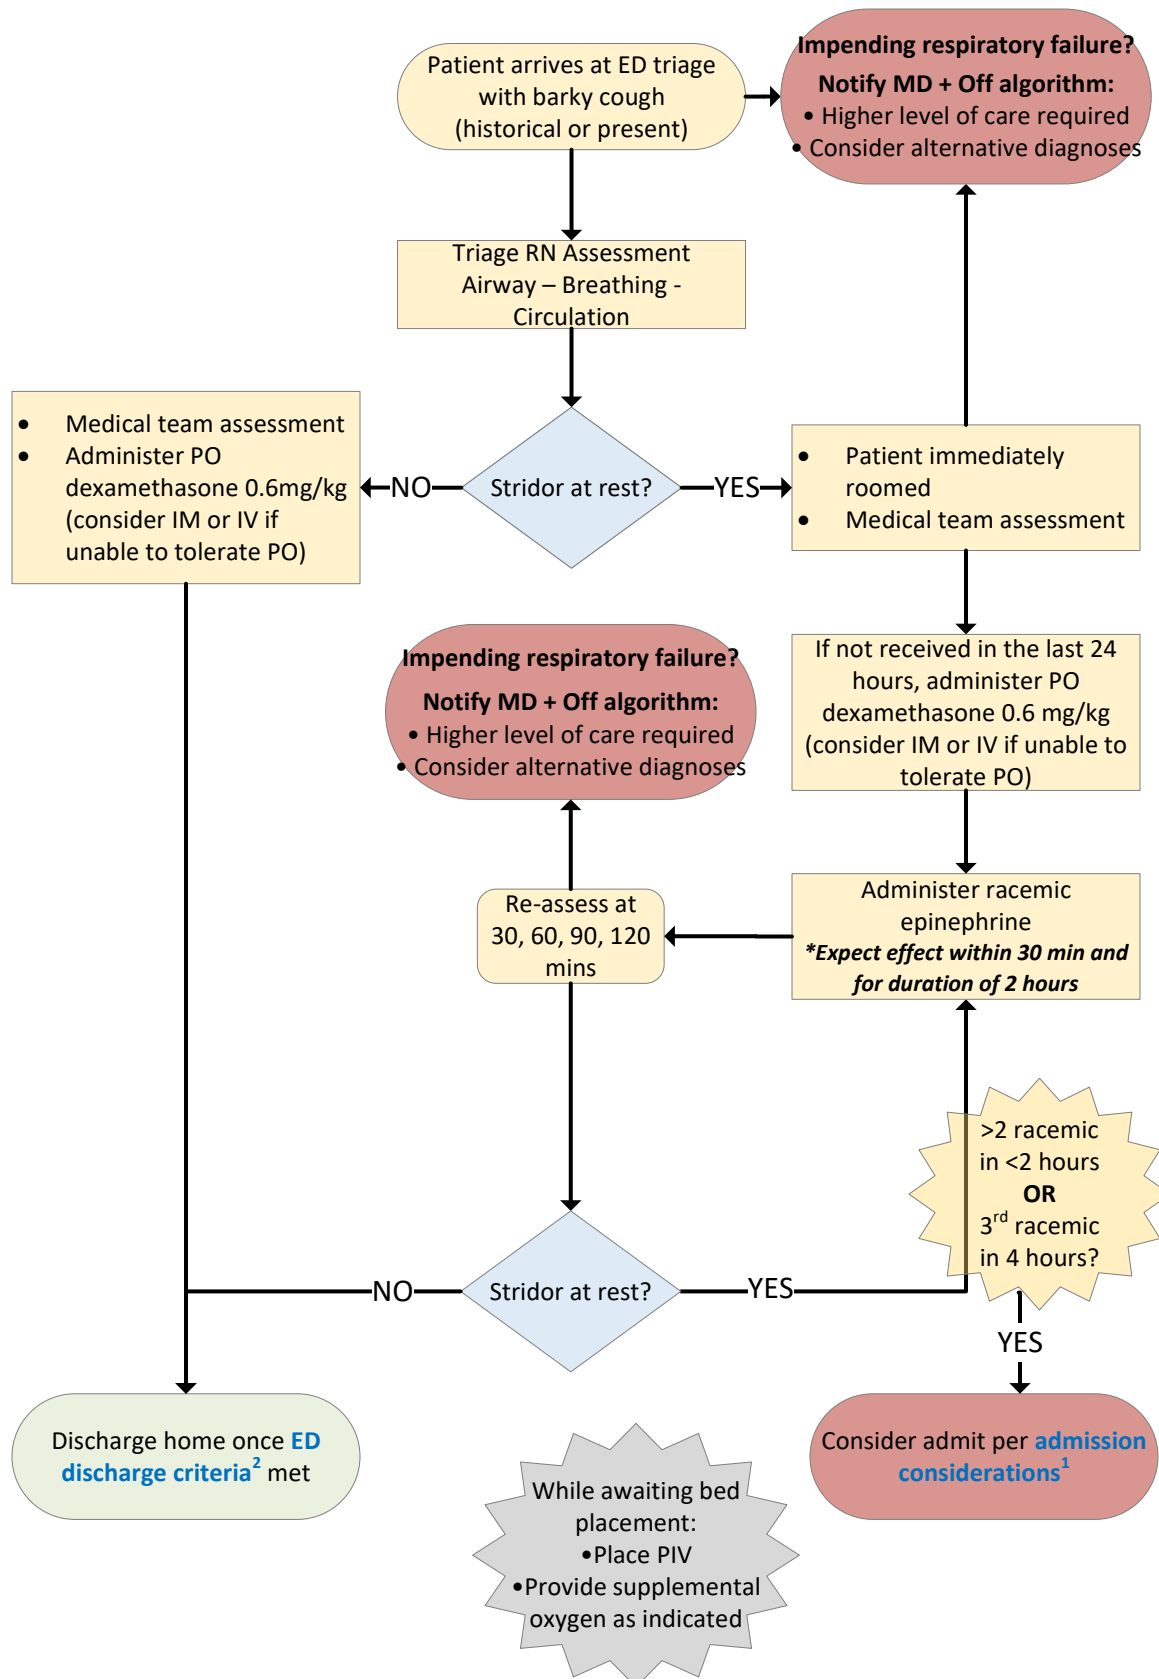 Patient arrives at ED triage
with barky cough
(historical or present)
Impending respiratory failure?
Notify MD + Off algorithm:
• Higher level of care required
• Consider alternative diagnoses
Triage RN Assessment
Airway – Breathing -
Circulation
• Medical team assessment
• Administer PO
dexamethasone 0.6mg/kg
(consider IM or IV if
unable to tolerate PO)
NO
Stridor at rest?
YES
• Patient immediately
roomed
• Medical team assessment
If not received in the last 24
hours, administer PO
dexamethasone 0.6 mg/kg
(consider IM or IV if unable to
tolerate PO)
Impending respiratory failure?
Notify MD + Off algorithm:
• Higher level of care required
• Consider alternative diagnoses
Re-assess at
30, 60, 90, 120
mins
Administer racemic
epinephrine
*Expect effect within 30 min and
for duration of 2 hours
>2 racemic
in <2 hours
OR
3rd racemic
in 4 hours?
NO
Stridor at rest?
YES
YES
Discharge home once ED
discharge criteria2 met
Consider admit per admission
considerations1
While awaiting bed
placement:
•Place PIV
•Provide supplemental
oxygen as indicated